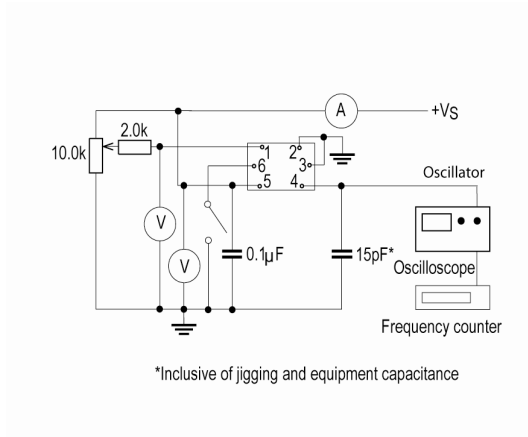 A
+VS
2.0k
10.0k
1
2
6
3
5
4
Oscillator
V
V
0.1µF
15pF*
Oscilloscope
Frequency counter
*Inclusive of jigging and equipment capacitance